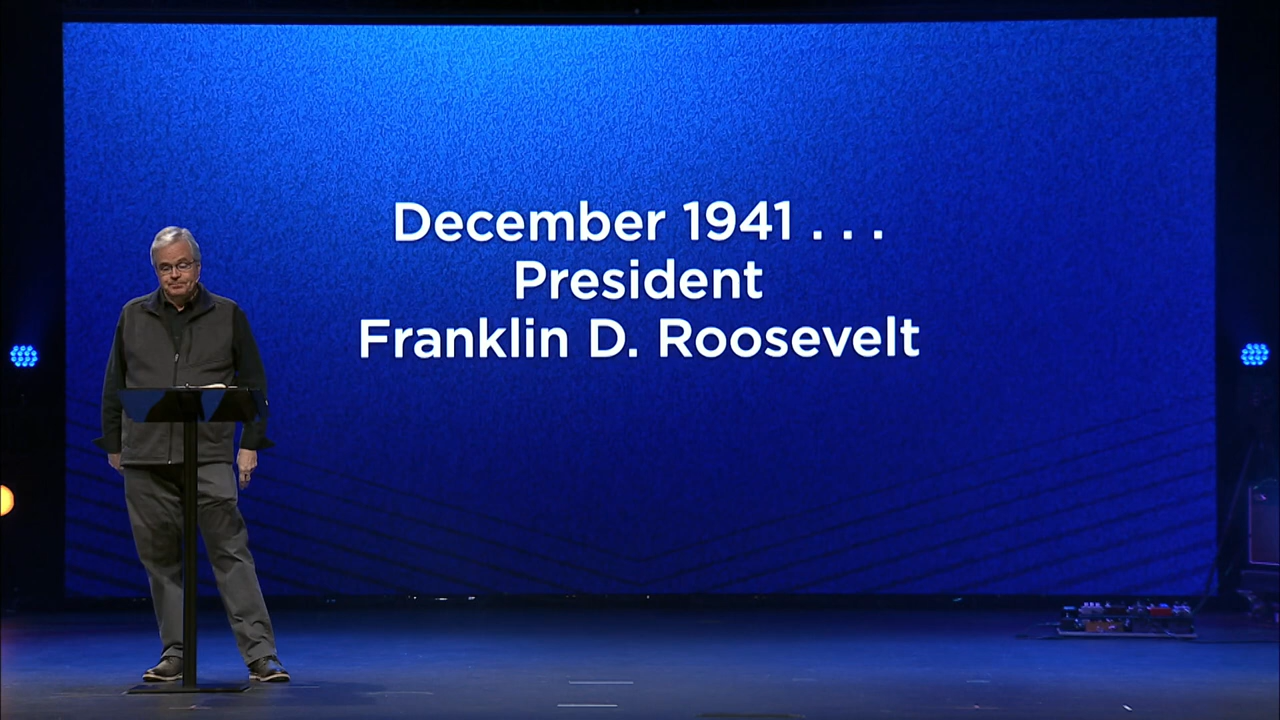 December 1941 . . .
President
Franklin D. Roosevelt